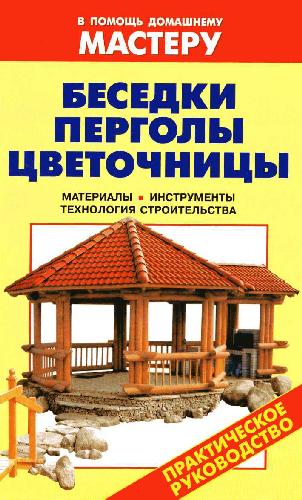 В ПОМОЩЬ ДОМАШНЕМУ
МАСТЕРУ
БЕСЕДКИ
ПЕРГОЛЫ
ЦВЕТОЧНИЦЫ
МАТЕРИАЛЫ ▪ ИНСТРУМЕНТЫ
ТЕХНОЛОГИЯ СТРОИТЕЛЬСТВА
ПРАКТИЧЕСКОЕ
РУКОВОДСТВО